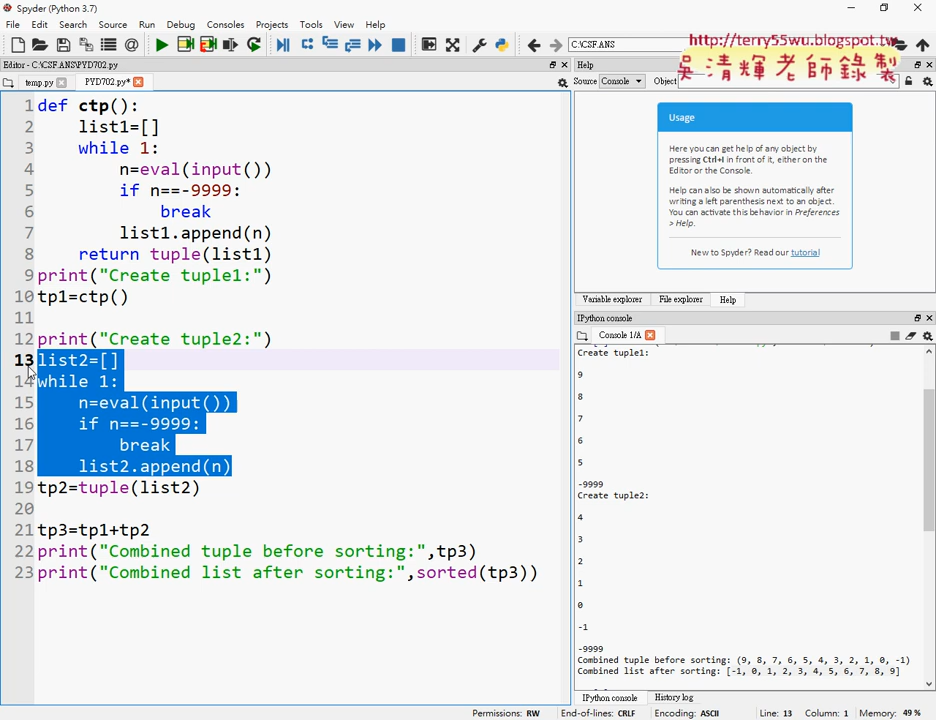 Spyder (Python 3.7)
File Edit Search Source Run Debug Consoles Projects Tools View Help
C:\CSF.ANS
http://terry55wu.blogspot.tw
吳清輝老師錄製
Editor - C:\CSF.ANS\PYD702.py
Help
temp.py PYD702.py*
Source Console Object
1 def ctp():
2 list1=[]
3 while 1:
4 n=eval(input())
5 if n==-9999:
6 break
7 list1.append(n)
8 return tuple(list1)
9 print("Create tuple1:")
10 tp1=ctp()
11
12 print("Create tuple2:")
13 list2=[]
14 while 1:
15 n=eval(input())
16 if n==-9999:
17 break
18 list2.append(n)
19 tp2=tuple(list2)
20
21 tp3=tp1+tp2
22 print("Combined tuple before sorting:",tp3)
23 print("Combined list after sorting:",sorted(tp3))
Usage
Here you can get help of any object by
pressing Ctrl+I in front of it, either on the
Editor or the Console.
Help can also be shown automatically after
writing a left parenthesis next to an object.
You can activate this behavior in Preferences
> Help.
New to Spyder? Read our tutorial
Variable explorer File explorer Help
IPython console
Console 1/A
Create tuple1:
9
8
7
6
5
-9999
Create tuple2:
4
3
2
1
0
-1
-9999
Combined tuple before sorting: (9, 8, 7, 6, 5, 4, 3, 2, 1, 0, -1)
Combined list after sorting: [-1, 0, 1, 2, 3, 4, 5, 6, 7, 8, 9]
IPython console History log
Permissions: RW End-of-lines: CRLF Encoding: ASCII Line: 13 Column: 1 Memory: 49 %